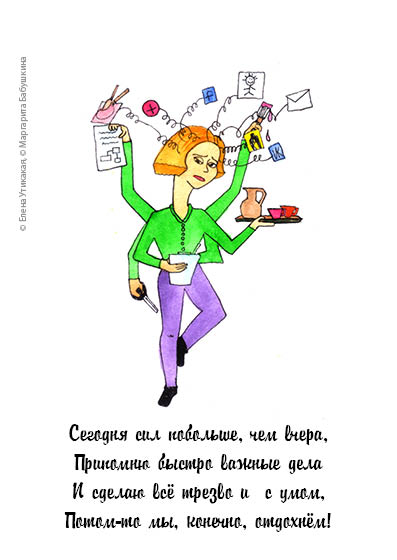 © Елена Утикакая, © Маргарита Бабушкина
Сегодня сил побольше, чем вчера,
Припомню быстро важные дела
И сделаю всё трезво и с умом,
Потом-то мы, конечно, отдохнём!